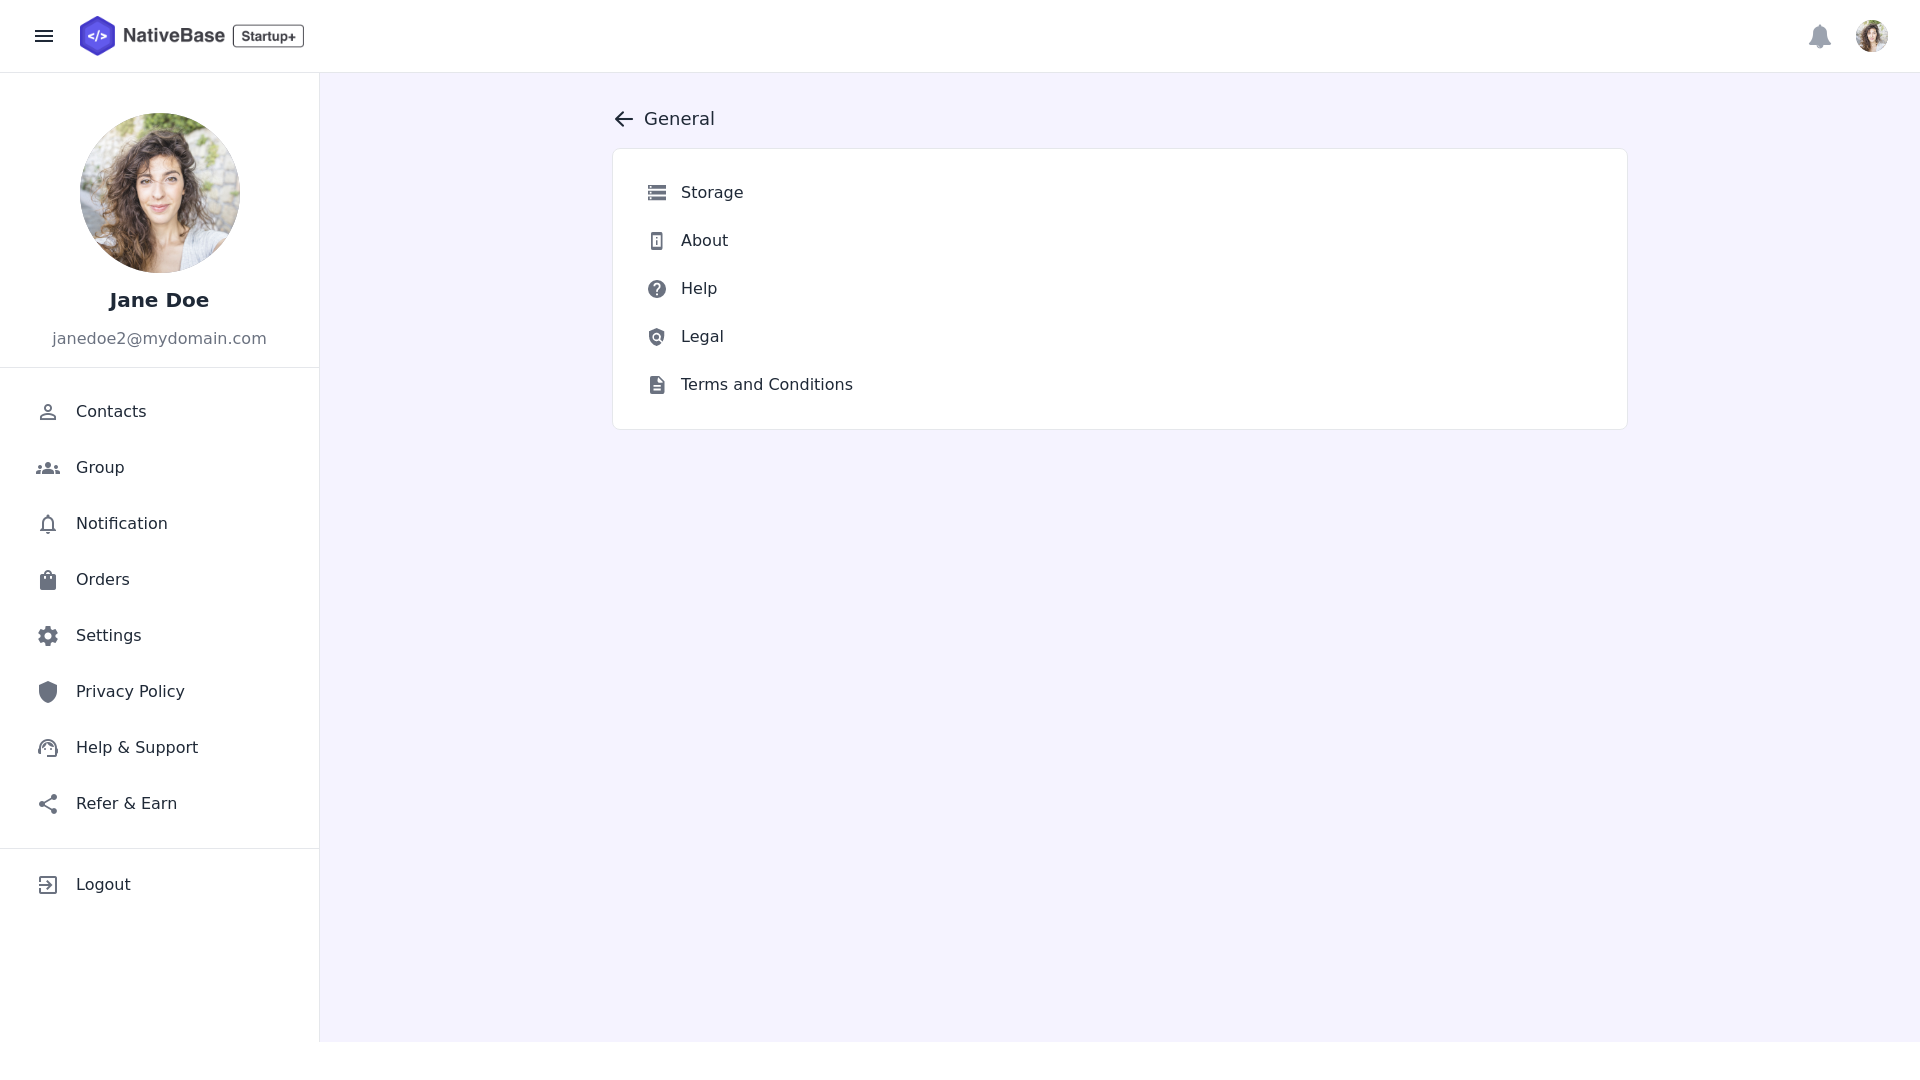 </> NativeBase Startup+
General
Jane Doe
janedoe2@mydomain.com
Contacts
Group
Notification
Orders
Settings
Privacy Policy
Help & Support
Refer & Earn
Logout
Storage
About
Help
Legal
Terms and Conditions